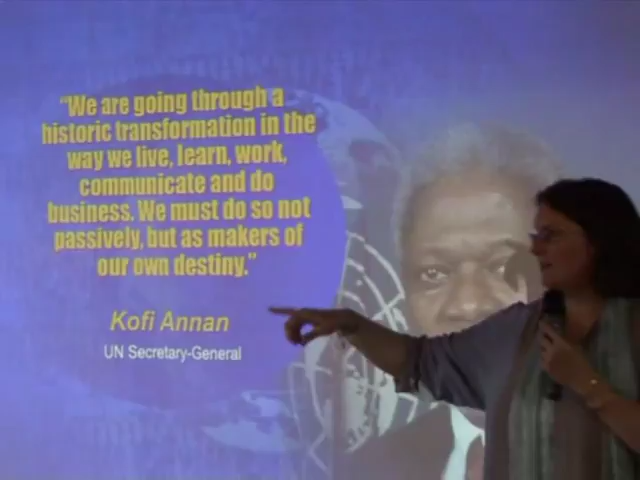 “We are going through a
historic transformation in the
way we live, learn, work,
communicate and do
business. We must do so not
passively, but as makers of
our own destiny.”
Kofi Annan
UN Secretary-General